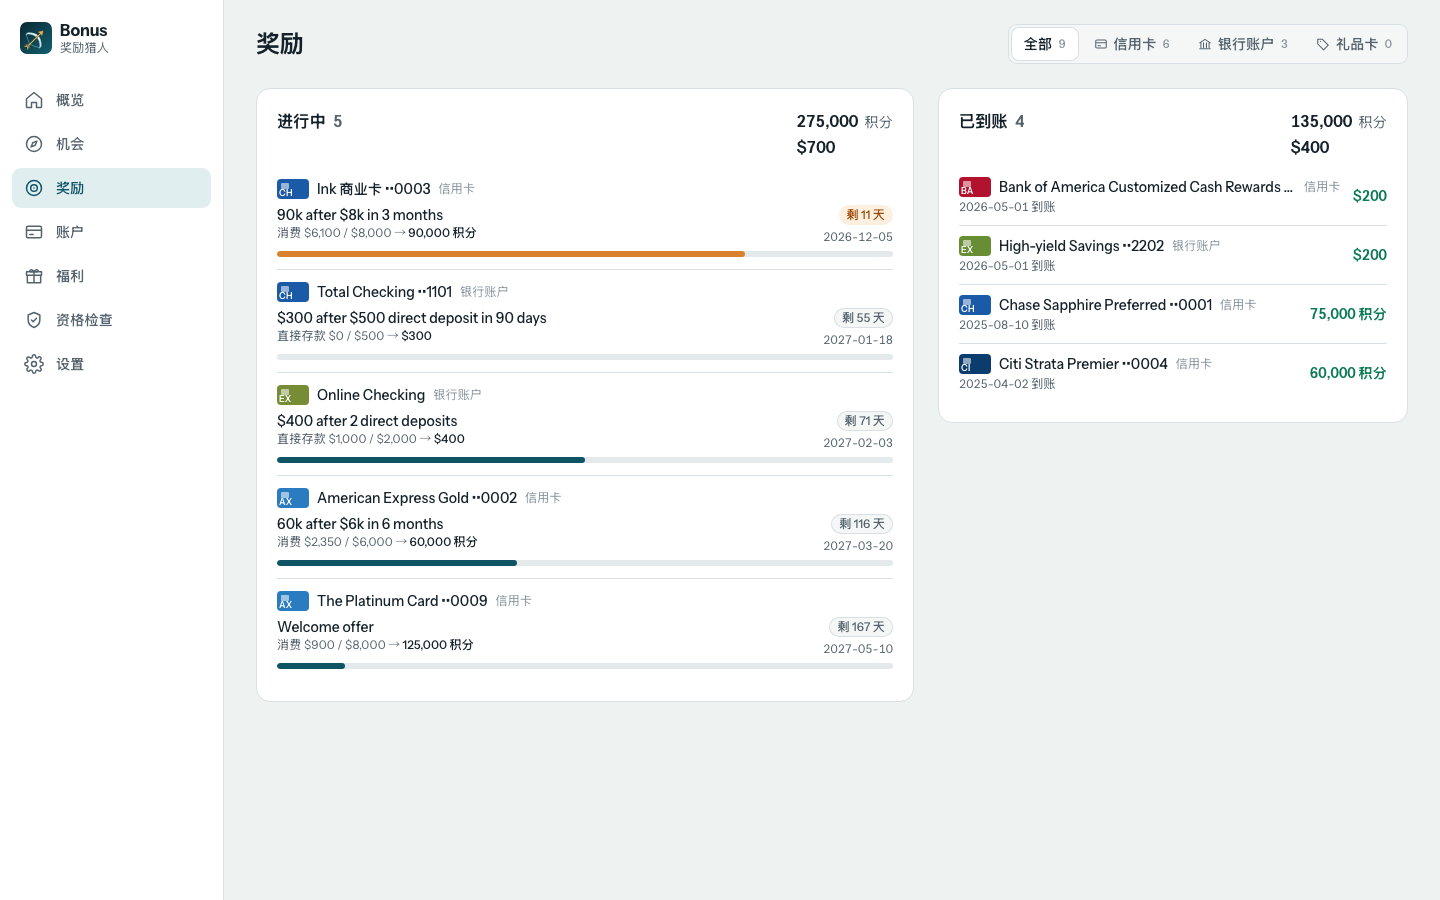 Bonus
奖励猎人
概览
机会
奖励
账户
福利
资格检查
设置
奖励
全部 9
信用卡 6
银行账户 3
礼品卡 0
进行中 5
275,000 积分
$700
CH
Ink 商业卡 ••0003 信用卡
90k after $8k in 3 months
剩 11 天
消费 $6,100 / $8,000 → 90,000 积分
2026-12-05
CH
Total Checking ••1101 银行账户
$300 after $500 direct deposit in 90 days
剩 55 天
直接存款 $0 / $500 → $300
2027-01-18
EX
Online Checking 银行账户
$400 after 2 direct deposits
剩 71 天
直接存款 $1,000 / $2,000 → $400
2027-02-03
AX
American Express Gold ••0002 信用卡
60k after $6k in 6 months
剩 116 天
消费 $2,350 / $6,000 → 60,000 积分
2027-03-20
AX
The Platinum Card ••0009 信用卡
Welcome offer
剩 167 天
消费 $900 / $8,000 → 125,000 积分
2027-05-10
已到账 4
135,000 积分
$400
BA
Bank of America Customized Cash Rewards ... 信用卡
2026-05-01 到账
$200
EX
High-yield Savings ••2202 银行账户
2026-05-01 到账
$200
CH
Chase Sapphire Preferred ••0001 信用卡
2025-08-10 到账
75,000 积分
CI
Citi Strata Premier ••0004 信用卡
2025-04-02 到账
60,000 积分